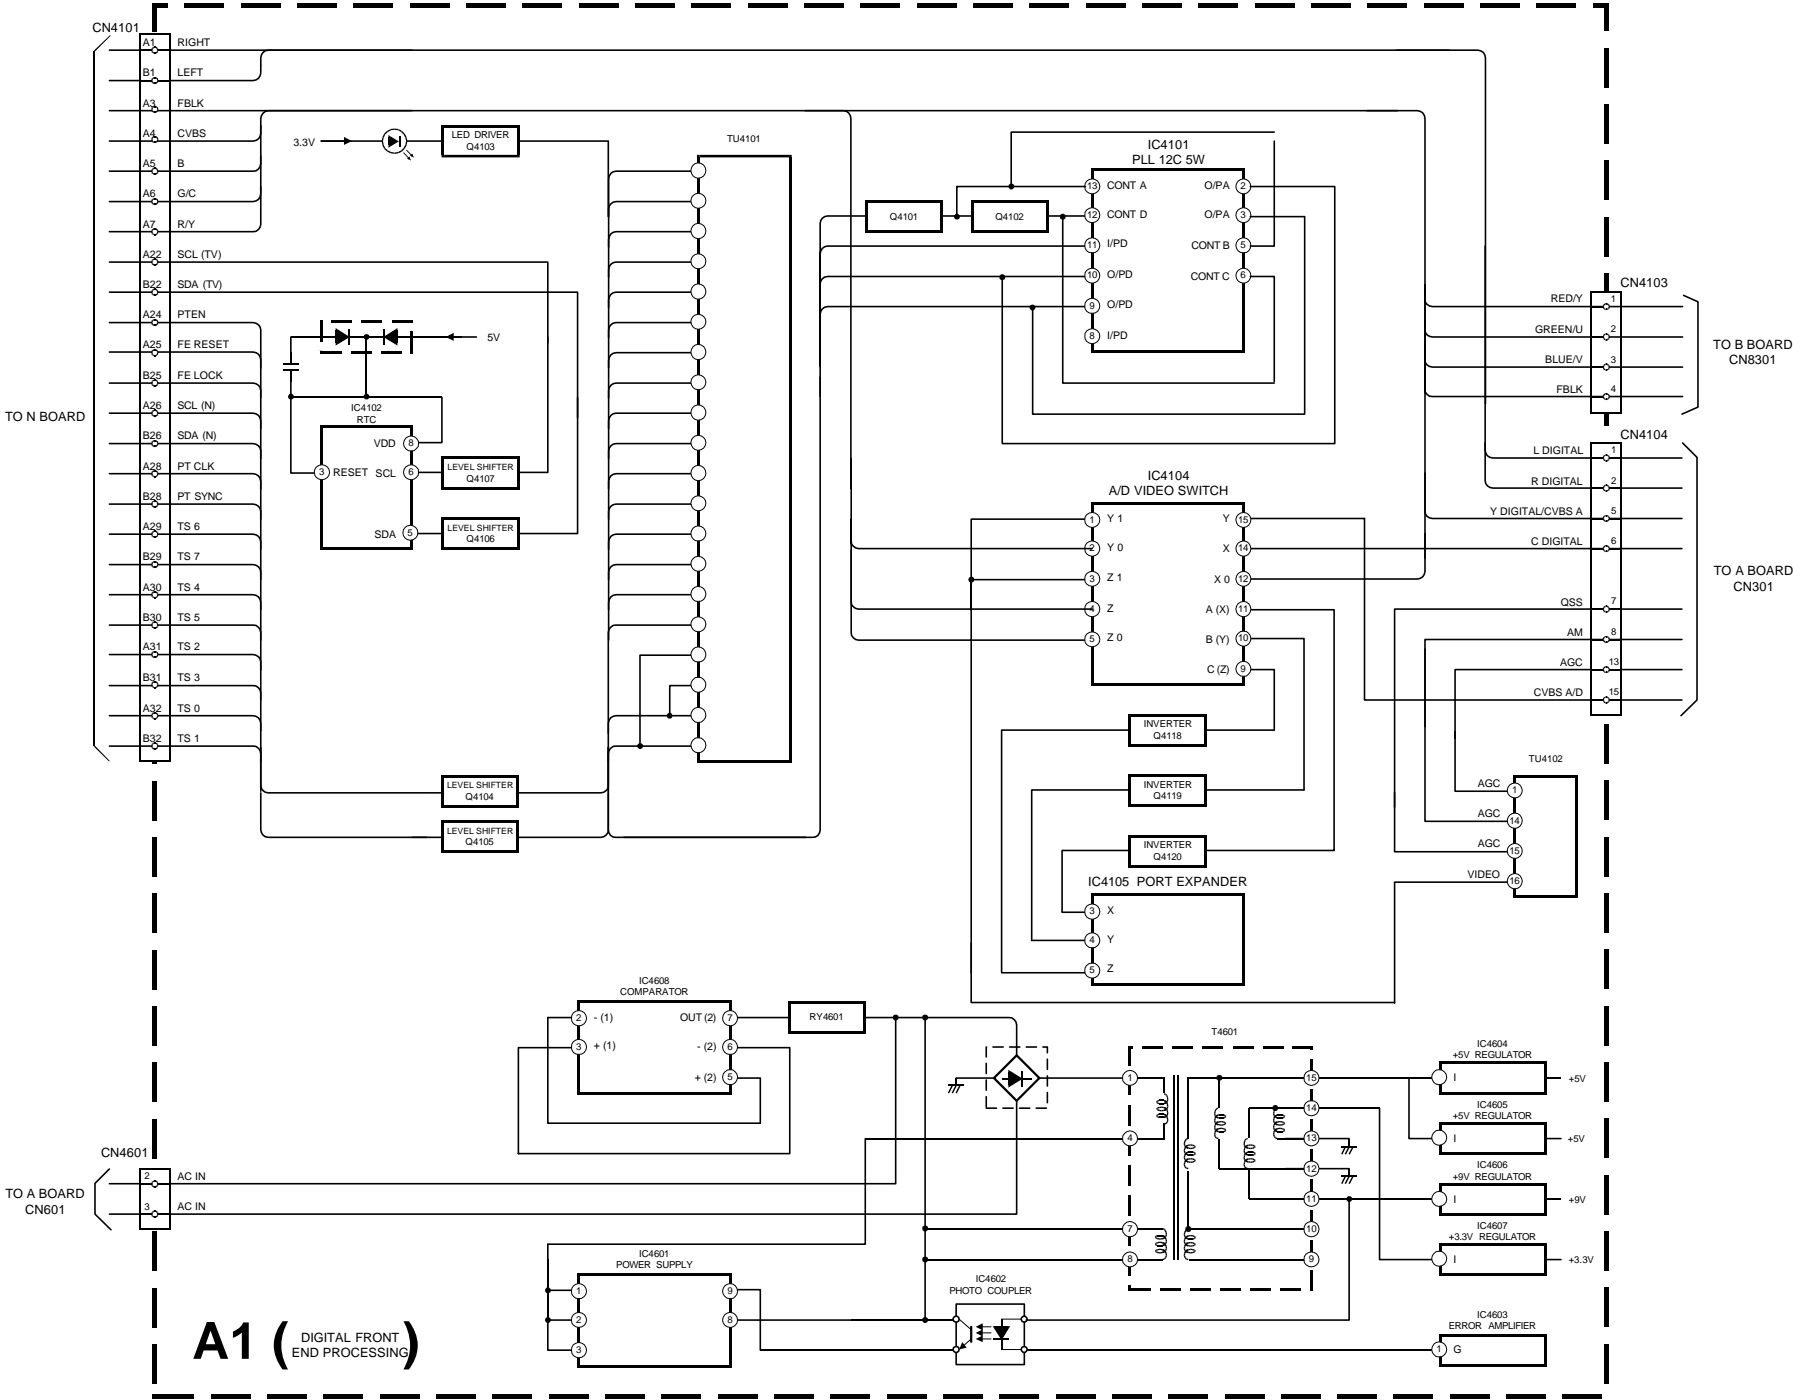 CN4101
A1 RIGHT
B1 LEFT
A3 FBLK
A4 CVBS
A5 B
A6 G/C
A7 R/Y
A22 SCL (TV)
B22 SDA (TV)
A24 PTEN
A25 FE RESET
B25 FE LOCK
A26 SCL (N)
B26 SDA (N)
A28 PT CLK
B28 PT SYNC
A29 TS 6
B29 TS 7
A30 TS 4
B30 TS 5
A31 TS 2
B31 TS 3
A32 TS 0
B32 TS 1
TO N BOARD
3.3V
LED DRIVER
Q4103
5V
IC4102
RTC
VDD 8
3 RESET SCL 6
SDA 5
LEVEL SHIFTER
Q4107
LEVEL SHIFTER
Q4106
LEVEL SHIFTER
Q4104
LEVEL SHIFTER
Q4105
TU4101
Q4101
Q4102
IC4101
PLL 12C 5W
13 CONT A O/PA 2
12 CONT D O/PA 3
11 I/PD CONT B 5
10 O/PD CONT C 6
9 O/PD
8 I/PD
IC4104
A/D VIDEO SWITCH
1 Y 1 Y 15
2 Y 0 X 14
3 Z 1 X 0 12
4 Z A (X) 11
5 Z 0 B (Y) 10
C (Z) 9
INVERTER
Q4118
INVERTER
Q4119
INVERTER
Q4120
IC4105 PORT EXPANDER
3 X
4 Y
5 Z
CN4103
RED/Y 1
GREEN/U 2
BLUE/V 3
FBLK 4
TO B BOARD
CN8301
CN4104
L DIGITAL 1
R DIGITAL 2
Y DIGITAL/CVBS A 5
C DIGITAL 6
QSS 7
AM 8
AGC 13
CVBS A/D 15
TO A BOARD
CN301
TU4102
AGC 1
AGC 14
AGC 15
VIDEO 16
IC4608
COMPARATOR
2 - (1) OUT (2) 7
3 + (1) - (2) 6
+ (2) 5
RY4601
CN4601
2 AC IN
3 AC IN
TO A BOARD
CN601
T4601
1 15
14
4 13
12
11
7 10
8 9
IC4604
+5V REGULATOR
I +5V
IC4605
+5V REGULATOR
I +5V
IC4606
+9V REGULATOR
I +9V
IC4607
+3.3V REGULATOR
I +3.3V
IC4603
ERROR AMPLIFIER
1 G
IC4601
POWER SUPPLY
1 9
2 8
3
IC4602
PHOTO COUPLER
A1 ( DIGITAL FRONT
END PROCESSING )